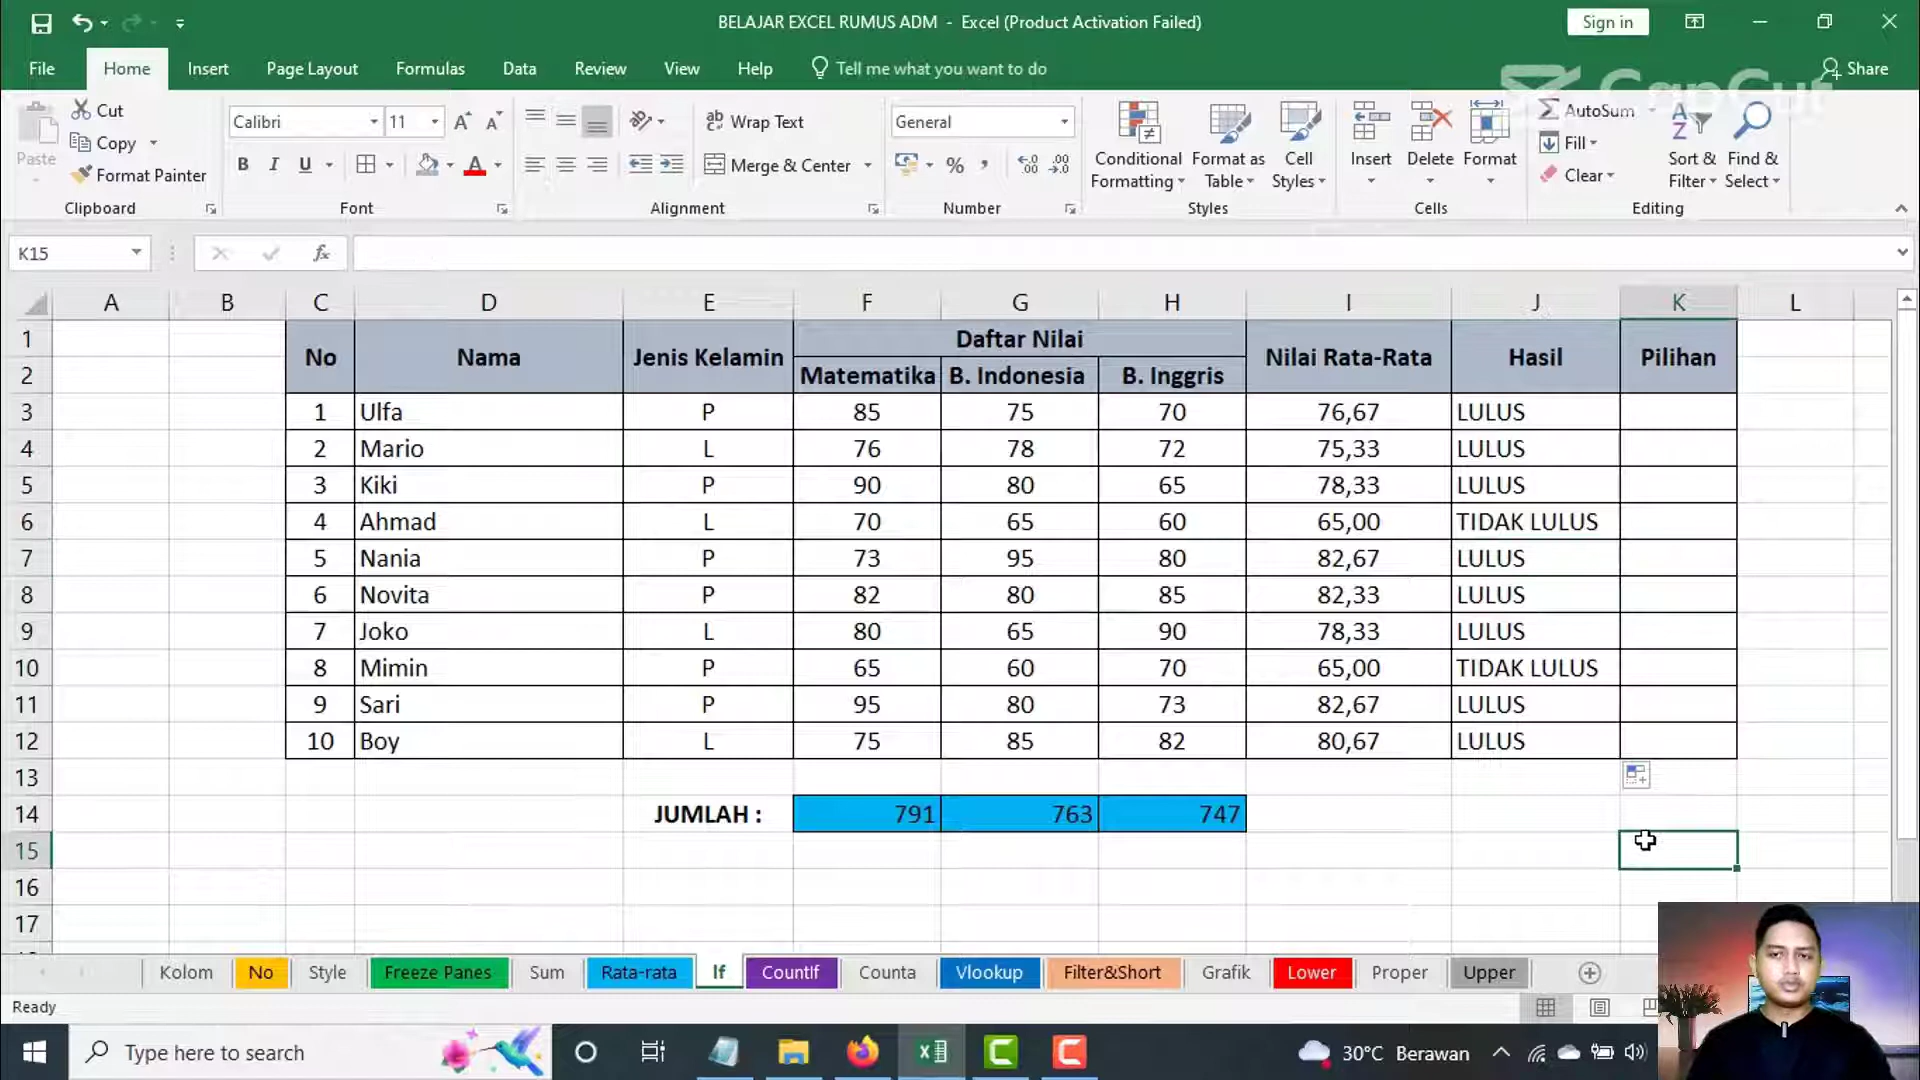 BELAJAR EXCEL RUMUS ADM - Excel (Product Activation Failed)
Sign in
File Home Insert Page Layout Formulas Data Review View Help Tell me what you want to do Share
CapCut
Paste
Cut
Copy
Format Painter
Clipboard
Calibri 11
B I U
Font
Wrap Text
Merge & Center
Alignment
General
%
Number
Conditional Formatting
Format as Table
Cell Styles
Styles
Insert Delete Format
Cells
AutoSum
Fill
Clear
Sort & Filter
Find & Select
Editing
K15 fx
A B C D E F G H I J K L
1 Daftar Nilai
No Nama Jenis Kelamin Nilai Rata-Rata Hasil Pilihan
2 Matematika B. Indonesia B. Inggris
3 1 Ulfa P 85 75 70 76,67 LULUS
4 2 Mario L 76 78 72 75,33 LULUS
5 3 Kiki P 90 80 65 78,33 LULUS
6 4 Ahmad L 70 65 60 65,00 TIDAK LULUS
7 5 Nania P 73 95 80 82,67 LULUS
8 6 Novita P 82 80 85 82,33 LULUS
9 7 Joko L 80 65 90 78,33 LULUS
10 8 Mimin P 65 60 70 65,00 TIDAK LULUS
11 9 Sari P 95 80 73 82,67 LULUS
12 10 Boy L 75 85 82 80,67 LULUS
13
14 JUMLAH : 791 763 747
15
16
17
Kolom No Style Freeze Panes Sum Rata-rata If CountIf Counta Vlookup Filter&Short Grafik Lower Proper Upper
Ready
Type here to search
30°C Berawan